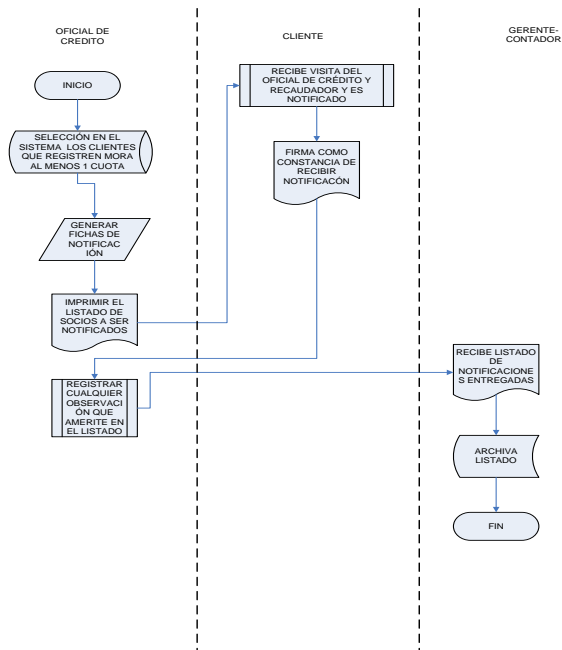 OFICIAL DE
CREDITO
CLIENTE
GERENTE-
CONTADOR
INICIO
SELECCIÓN EN EL
SISTEMA LOS CLIENTES
QUE REGISTREN MORA
AL MENOS 1 CUOTA
GENERAR
FICHAS DE
NOTIFICAC
IÓN
IMPRIMIR EL
LISTADO DE
SOCIOS A SER
NOTIFICADOS
REGISTRAR
CUALQUIER
OBSERVACI
ÓN QUE
AMERITE EN
EL LISTADO
RECIBE VISITA DEL
OFICIAL DE CRÉDITO Y
RECAUDADOR Y ES
NOTIFICADO
FIRMA COMO
CONSTANCIA DE
RECIBIR
NOTIFICACÓN
RECIBE LISTADO
DE
NOTIFICACIONE
S ENTREGADAS
ARCHIVA
LISTADO
FIN